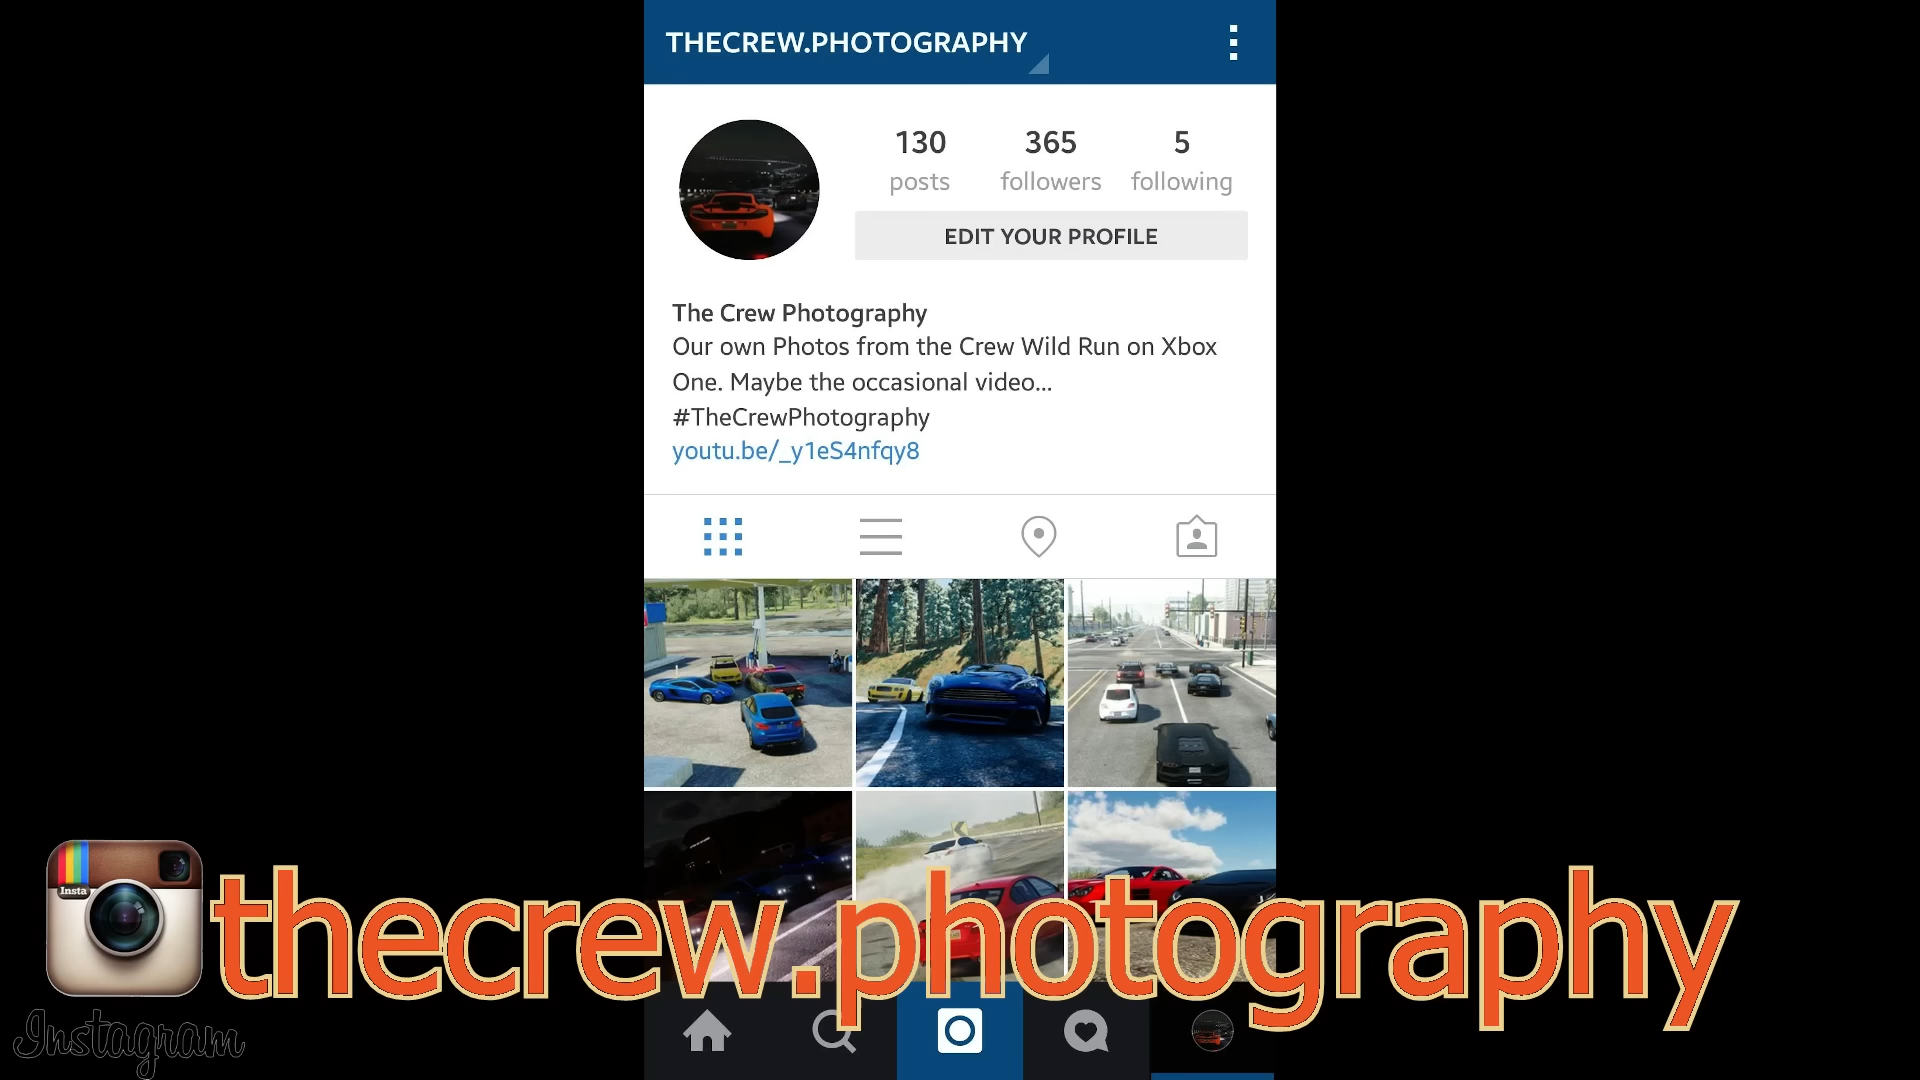 THECREW.PHOTOGRAPHY
130 365 5
posts followers following
EDIT YOUR PROFILE
The Crew Photography
Our own Photos from the Crew Wild Run on Xbox
One. Maybe the occasional video...
#TheCrewPhotography
youtu.be/_y1eS4nfqy8
Insta
thecrew.photography
Instagram